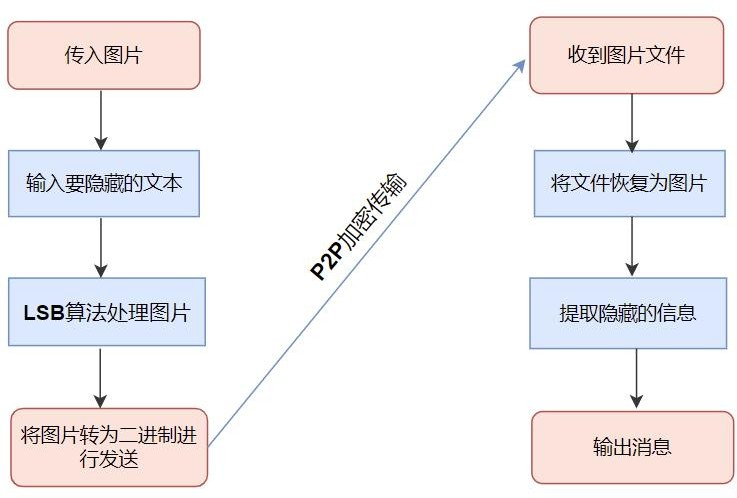 传入图片
输入要隐藏的文本
LSB算法处理图片
将图片转为二进制进
行发送
P2P加密传输
收到图片文件
将文件恢复为图片
提取隐藏的信息
输出消息